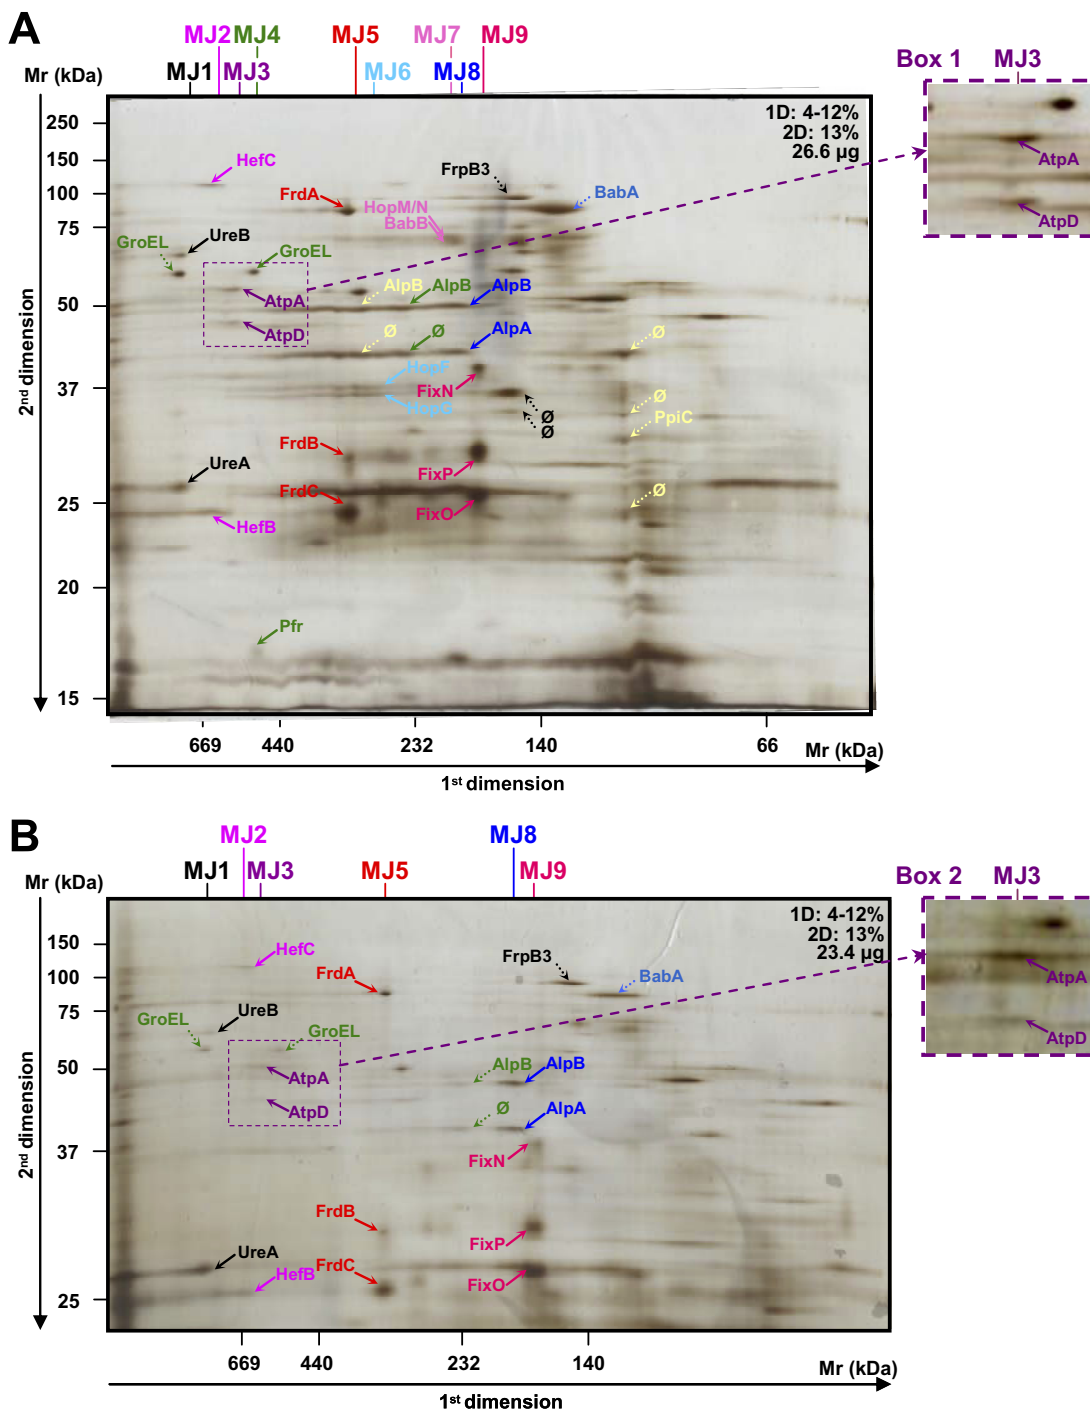 A
MJ2 MJ4 MJ5 MJ7 MJ9
MJ1 MJ3 MJ6 MJ8
Mr (kDa)
Box 1 MJ3
1D: 4-12%
2D: 13%
26.6 µg
250
150
100
75
50
37
25
20
15
2nd dimension
HefC
FrpB3
FrdA
BabA
HopM/N
BabB
UreB
GroEL
GroEL
AtpA
AlpB
AlpB
AlpB
AtpD
Ø
Ø
AlpA
Ø
HopF
FixN
HopG
Ø
Ø
Ø
PpiC
FrdB
UreA
FixP
FrdC
Ø
FixO
HefB
Pfr
AtpA
AtpD
669 440 232 140 66 Mr (kDa)
1st dimension
B
MJ2 MJ8
MJ1 MJ3 MJ5 MJ9
Mr (kDa)
Box 2 MJ3
1D: 4-12%
2D: 13%
23.4 µg
150
100
75
50
37
25
2nd dimension
HefC
FrpB3
FrdA
BabA
UreB
GroEL
GroEL
AtpA
AlpB
AlpB
AtpD
Ø
AlpA
FixN
FrdB
FixP
UreA
FrdC
HefB
FixO
AtpA
AtpD
669 440 232 140 Mr (kDa)
1st dimension